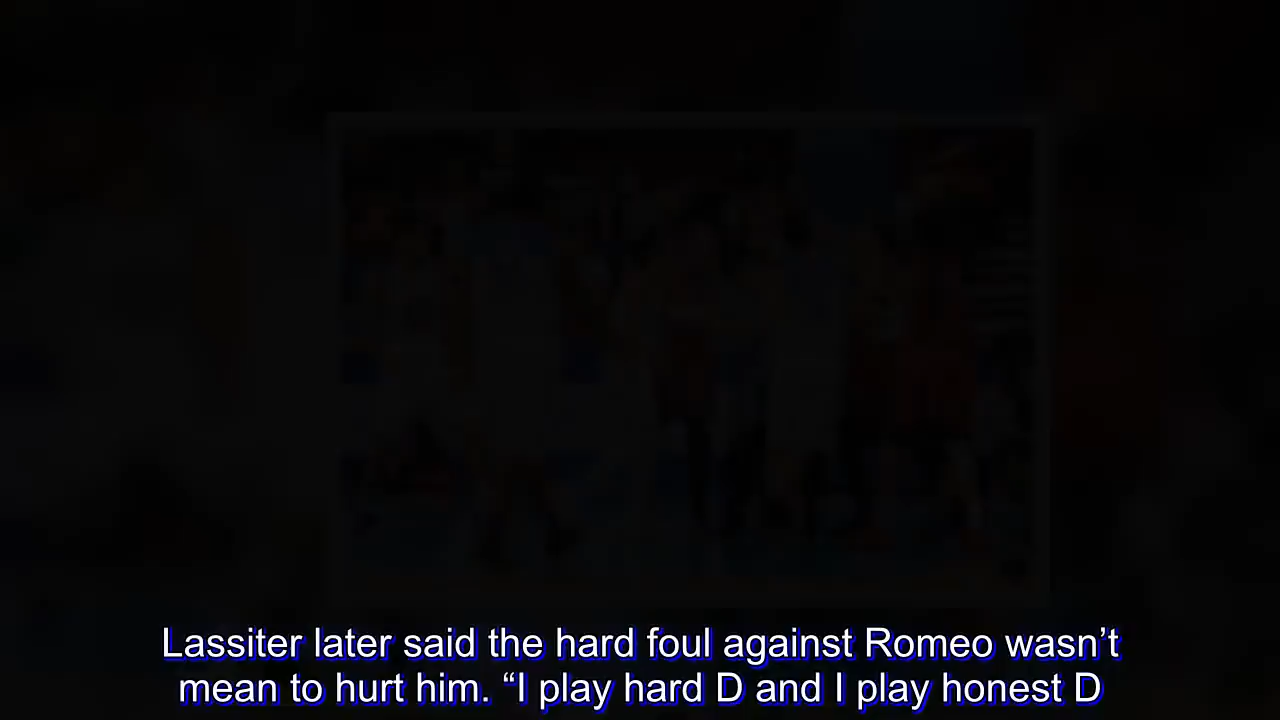 Lassiter later said the hard foul against Romeo wasn’t
mean to hurt him. “I play hard D and I play honest D